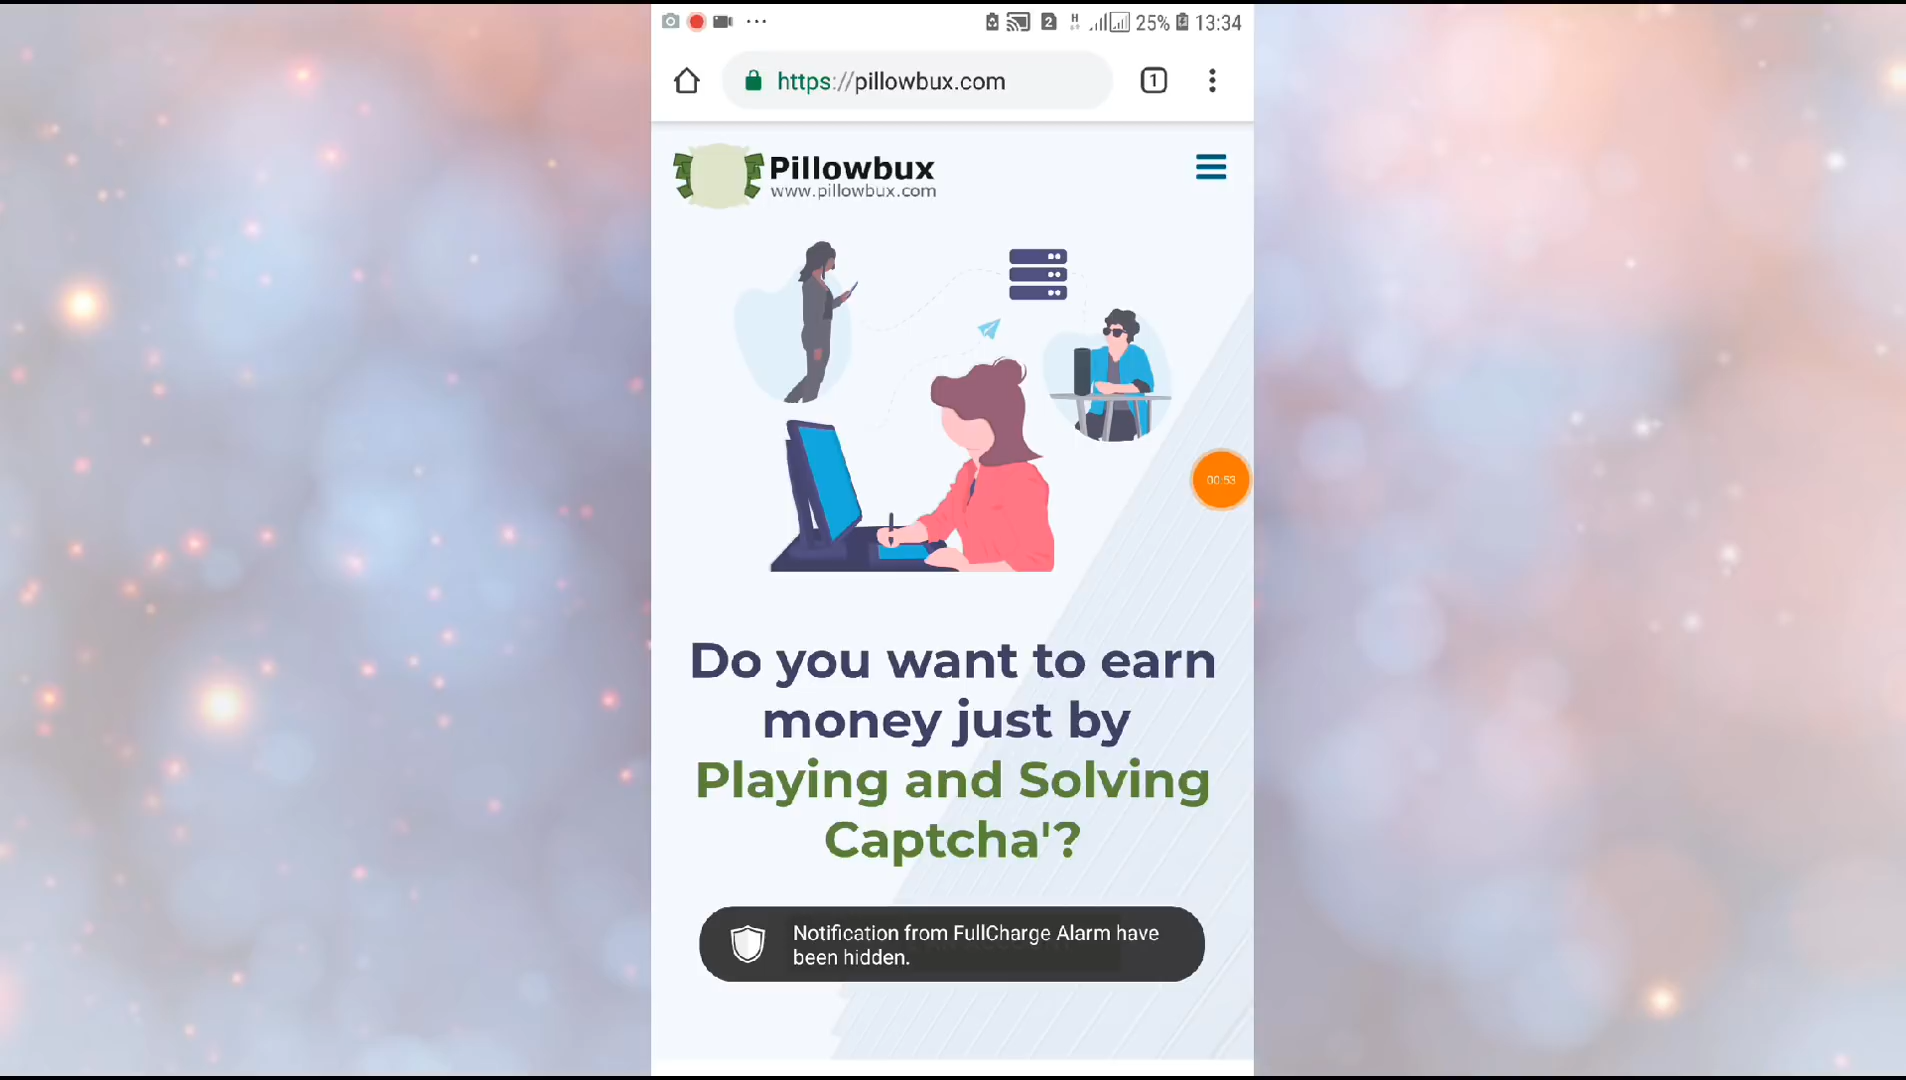 25% 13:34
https://pillowbux.com
1
Pillowbux
www.pillowbux.com
00:53
Do you want to earn
money just by
Playing and Solving
Captcha'?
Notification from FullCharge Alarm have
been hidden.